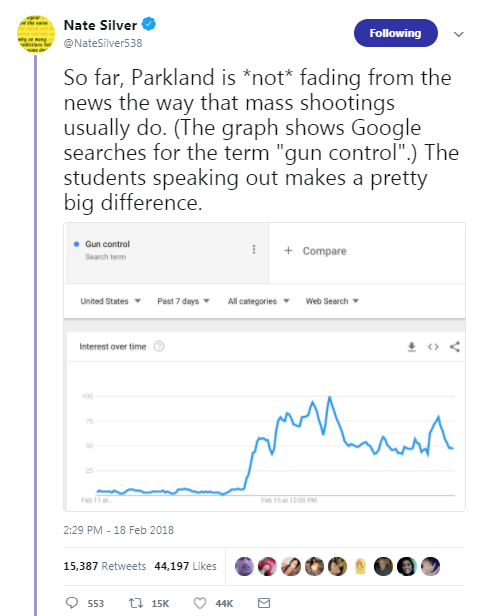 Nate Silver
@NateSilver538
Following
So far, Parkland is *not* fading from the
news the way that mass shootings
usually do. (The graph shows Google
searches for the term "gun control".) The
students speaking out makes a pretty
big difference.
Gun control
Search term
+ Compare
United States Past 7 days All categories Web Search
Interest over time
100
75
50
25
Feb 11 at...
Feb 15 at 12:00 PM
2:29 PM - 18 Feb 2018
15,387 Retweets 44,197 Likes
553 15K 44K